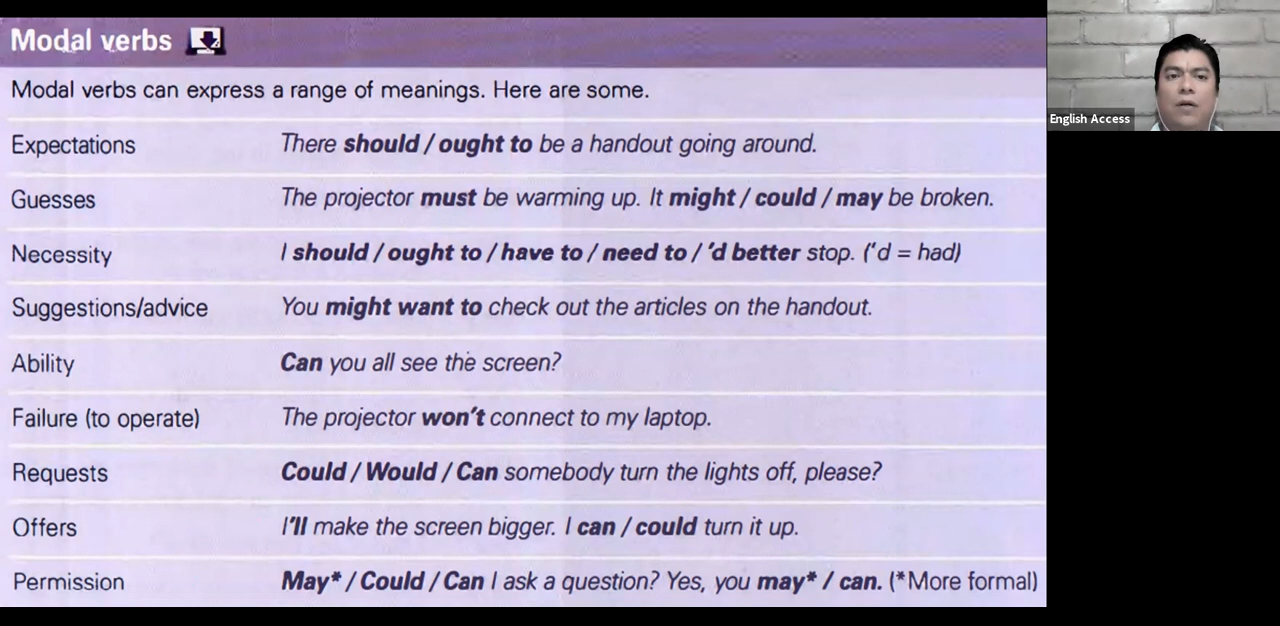 Modal verbs
Modal verbs can express a range of meanings. Here are some.
Expectations There should / ought to be a handout going around.
Guesses The projector must be warming up. It might / could / may be broken.
Necessity I should / ought to / have to / need to / 'd better stop. ('d = had)
Suggestions/advice You might want to check out the articles on the handout.
Ability Can you all see the screen?
Failure (to operate) The projector won't connect to my laptop.
Requests Could / Would / Can somebody turn the lights off, please?
Offers I'll make the screen bigger. I can / could turn it up.
Permission May* / Could / Can I ask a question? Yes, you may* / can. (*More formal)
English Access